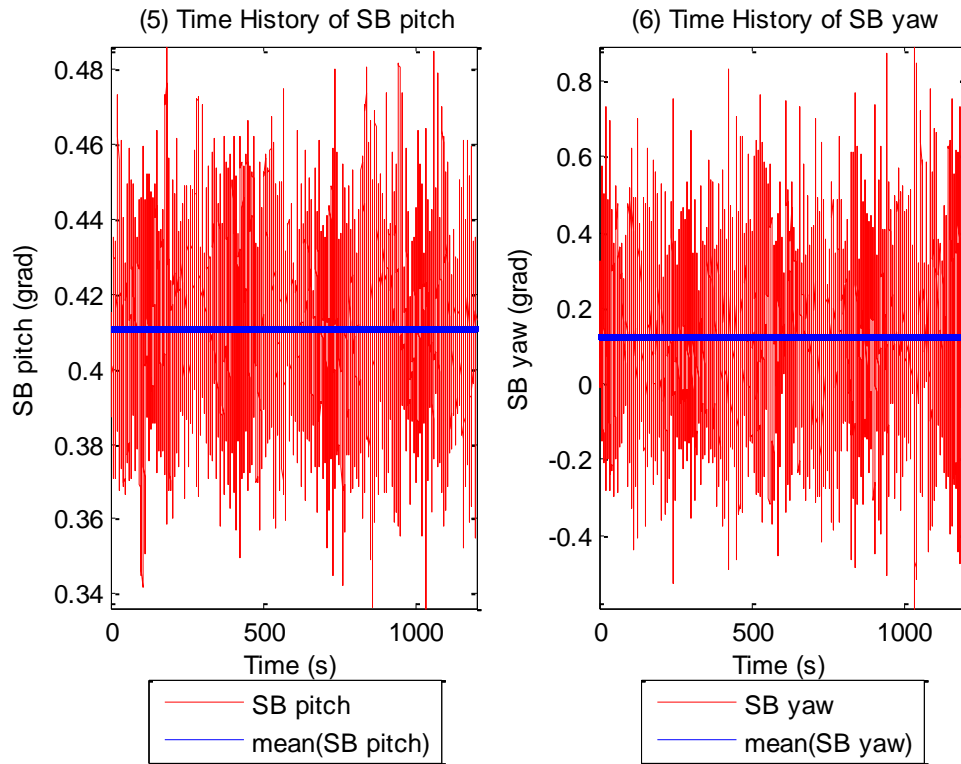 (5) Time History of SB pitch
0.48
0.46
0.44
0.42
0.4
0.38
0.36
0.34
SB pitch (grad)
0 500 1000
Time (s)
SB pitch
mean(SB pitch)
(6) Time History of SB yaw
0.8
0.6
0.4
0.2
0
-0.2
-0.4
SB yaw (grad)
0 500 1000
Time (s)
SB yaw
mean(SB yaw)